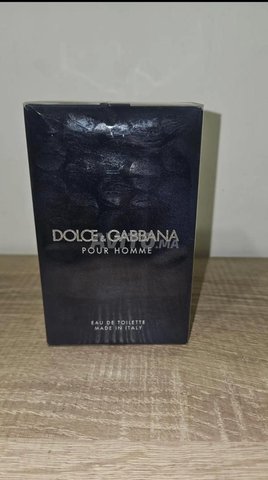 DOLCE & GABBANA
POUR HOMME
EAU DE TOILETTE
MADE IN ITALY